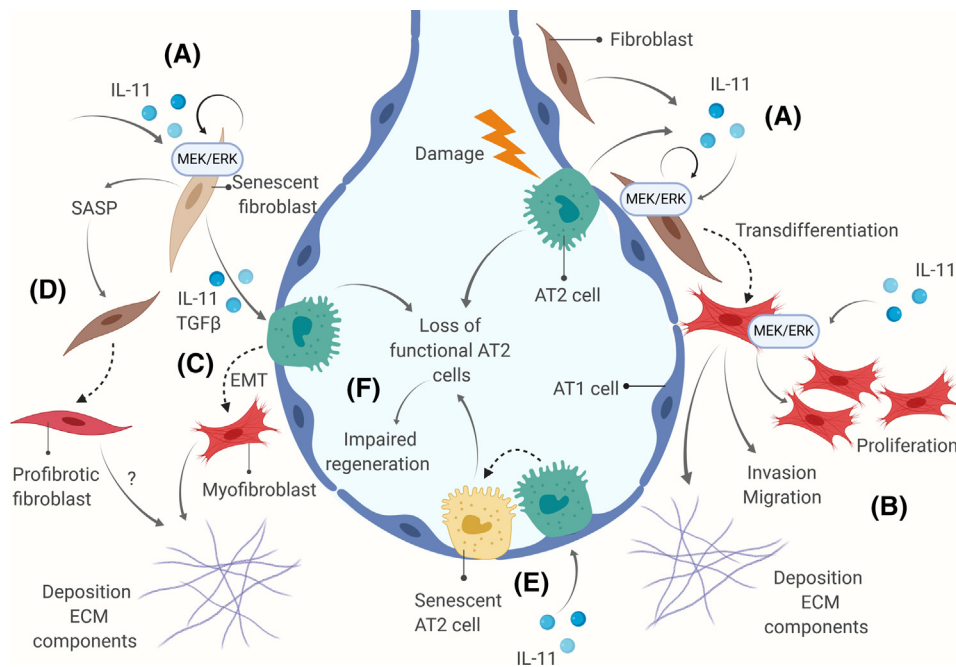 (A)
IL-11
MEK/ERK
Senescent
fibroblast
SASP
(D)
IL-11
TGFβ
(C)
EMT
Profibrotic
fibroblast
?
Myofibroblast
Deposition
ECM
components
Damage
AT2 cell
Loss of
functional AT2
cells
(F)
Impaired
regeneration
AT1 cell
Senescent
AT2 cell
(E)
IL-11
Fibroblast
IL-11
(A)
MEK/ERK
Transdifferentiation
IL-11
MEK/ERK
Proliferation
Invasion
Migration
(B)
Deposition
ECM
components